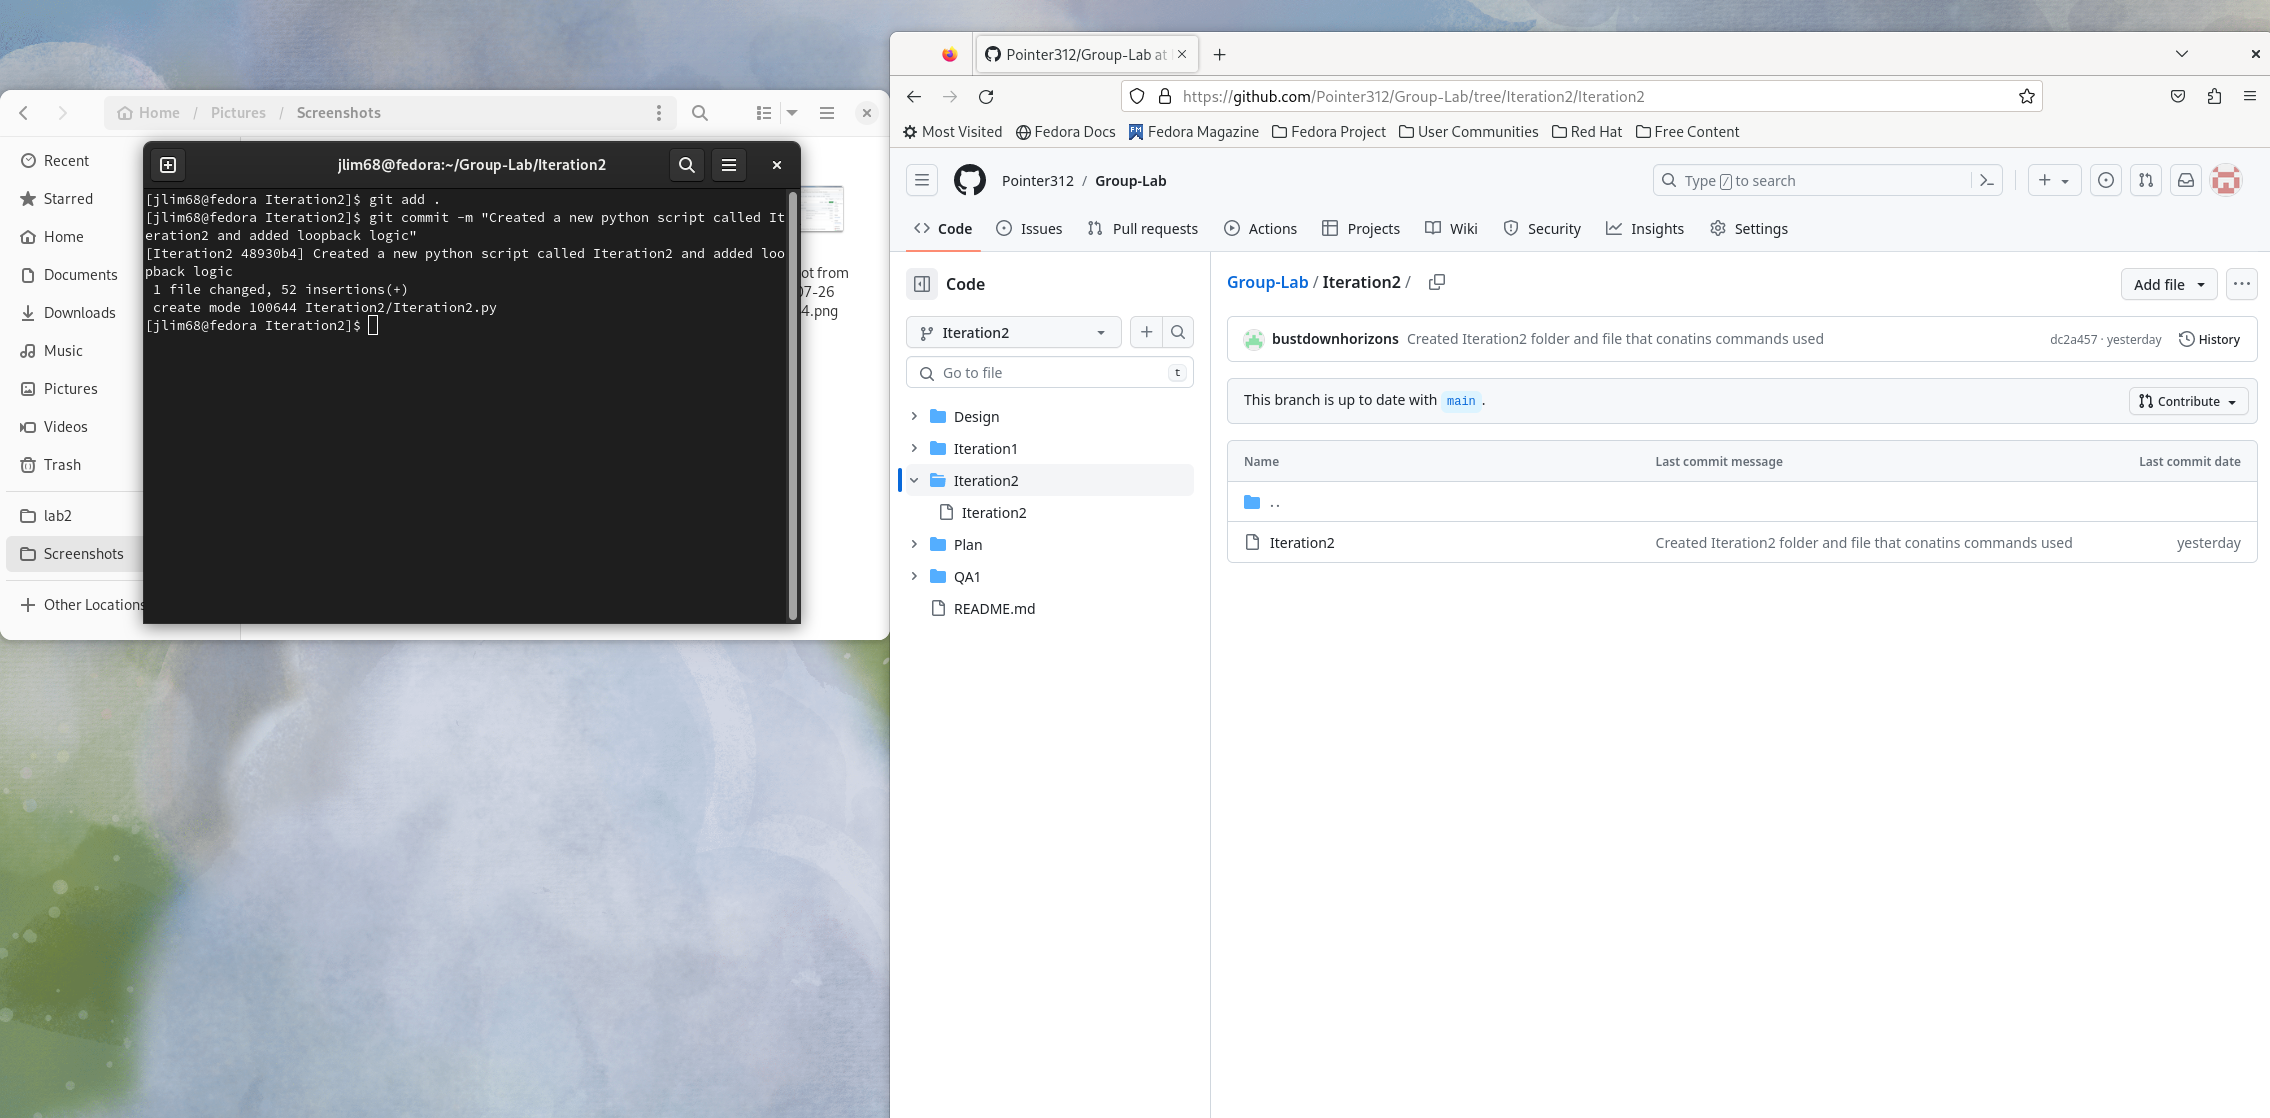 Home / Pictures / Screenshots
Recent
Starred
Home
Documents
Downloads
Music
Pictures
Videos
Trash
lab2
Screenshots
Other Locations
ot from
07-26
4.png
jlim68@fedora:~/Group-Lab/Iteration2
[jlim68@fedora Iteration2]$ git add .
[jlim68@fedora Iteration2]$ git commit -m "Created a new python script called It
eration2 and added loopback logic"
[Iteration2 48930b4] Created a new python script called Iteration2 and added loo
pback logic
 1 file changed, 52 insertions(+)
 create mode 100644 Iteration2/Iteration2.py
[jlim68@fedora Iteration2]$
Pointer312/Group-Lab at
https://github.com/Pointer312/Group-Lab/tree/Iteration2/Iteration2
Most Visited Fedora Docs Fedora Magazine Fedora Project User Communities Red Hat Free Content
Pointer312 / Group-Lab
Type / to search
Code Issues Pull requests Actions Projects Wiki Security Insights Settings
Code
Iteration2
Go to file t
Design
Iteration1
Iteration2
Iteration2
Plan
QA1
README.md
Group-Lab / Iteration2 /
Add file
bustdownhorizons Created Iteration2 folder and file that conatins commands used dc2a457 · yesterday History
This branch is up to date with main.
Contribute
Name Last commit message Last commit date
..
Iteration2 Created Iteration2 folder and file that conatins commands used yesterday